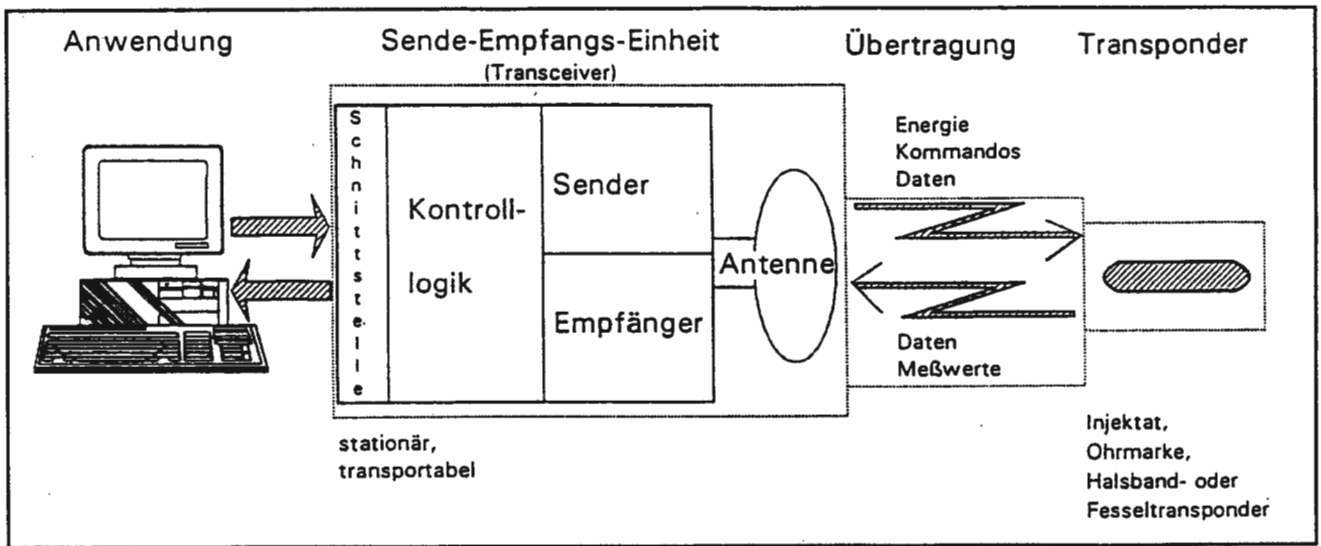 Anwendung
Sende-Empfangs-Einheit
(Transceiver)
Übertragung
Transponder
Schnittstelle
Kontroll-
logik
Sender
Empfänger
Antenne
Energie
Kommandos
Daten
Daten
Meßwerte
stationär,
transportabel
Injektat,
Ohrmarke,
Halsband- oder
Fesseltransponder